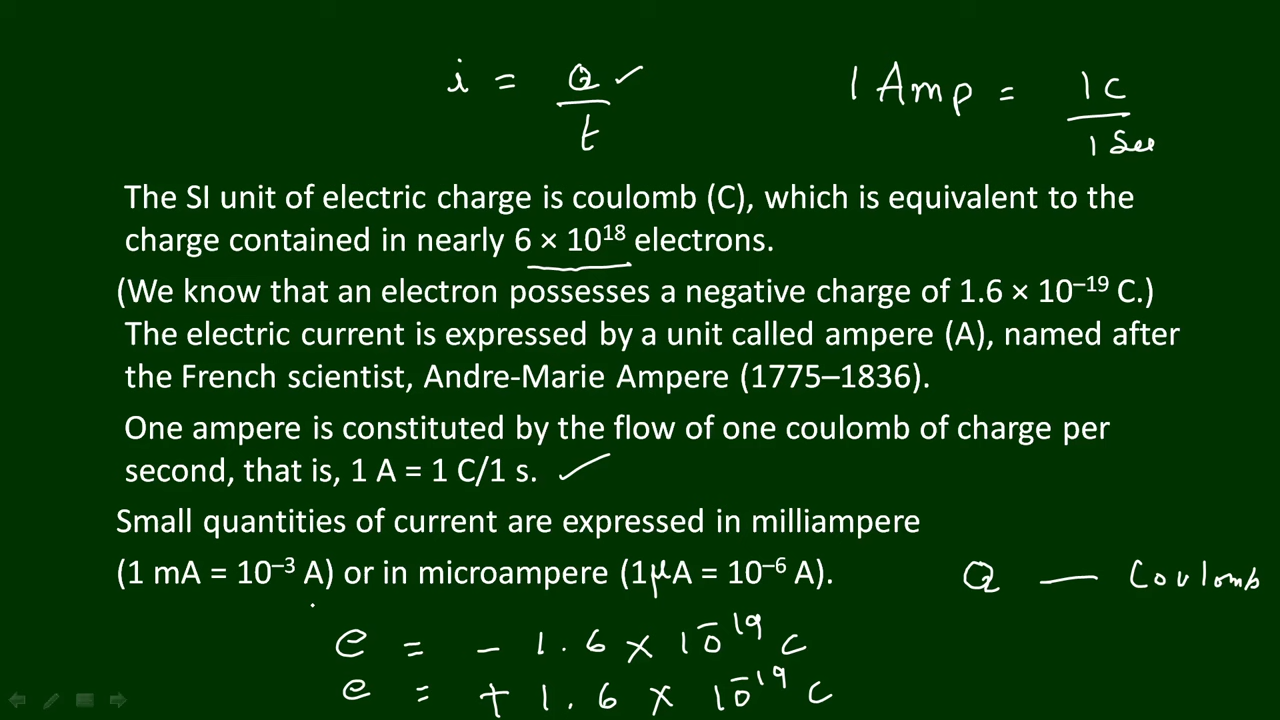 i = Q/t ✓
1 Amp = 1 C/1 Sec
The SI unit of electric charge is coulomb (C), which is equivalent to the
charge contained in nearly 6 × 10¹⁸ electrons.
(We know that an electron possesses a negative charge of 1.6 × 10⁻¹⁹ C.)
The electric current is expressed by a unit called ampere (A), named after
the French scientist, Andre-Marie Ampere (1775–1836).
One ampere is constituted by the flow of one coulomb of charge per
second, that is, 1 A = 1 C/1 s. ✓
Small quantities of current are expressed in milliampere
(1 mA = 10⁻³ A) or in microampere (1μA = 10⁻⁶ A).
Q — Coulomb
e = - 1.6 × 10⁻¹⁹ C
e = + 1.6 × 10⁻¹⁹ C